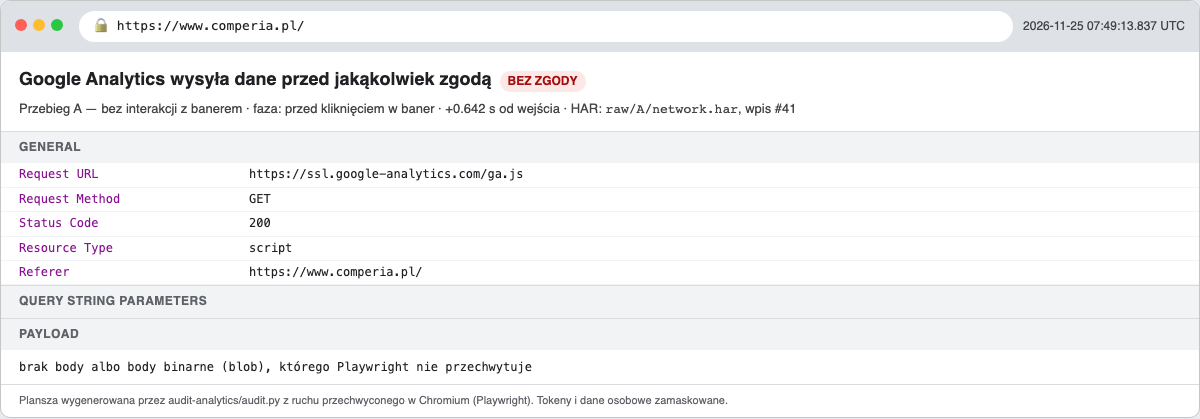 https://www.comperia.pl/
2026-11-25 07:49:13.837 UTC
Google Analytics wysyła dane przed jakąkolwiek zgodą BEZ ZGODY
Przebieg A — bez interakcji z banerem · faza: przed kliknięciem w baner · +0.642 s od wejścia · HAR: raw/A/network.har, wpis #41
GENERAL
Request URL https://ssl.google-analytics.com/ga.js
Request Method GET
Status Code 200
Resource Type script
Referer https://www.comperia.pl/
QUERY STRING PARAMETERS
PAYLOAD
brak body albo body binarne (blob), którego Playwright nie przechwytuje
Plansza wygenerowana przez audit-analytics/audit.py z ruchu przechwyconego w Chromium (Playwright). Tokeny i dane osobowe zamaskowane.